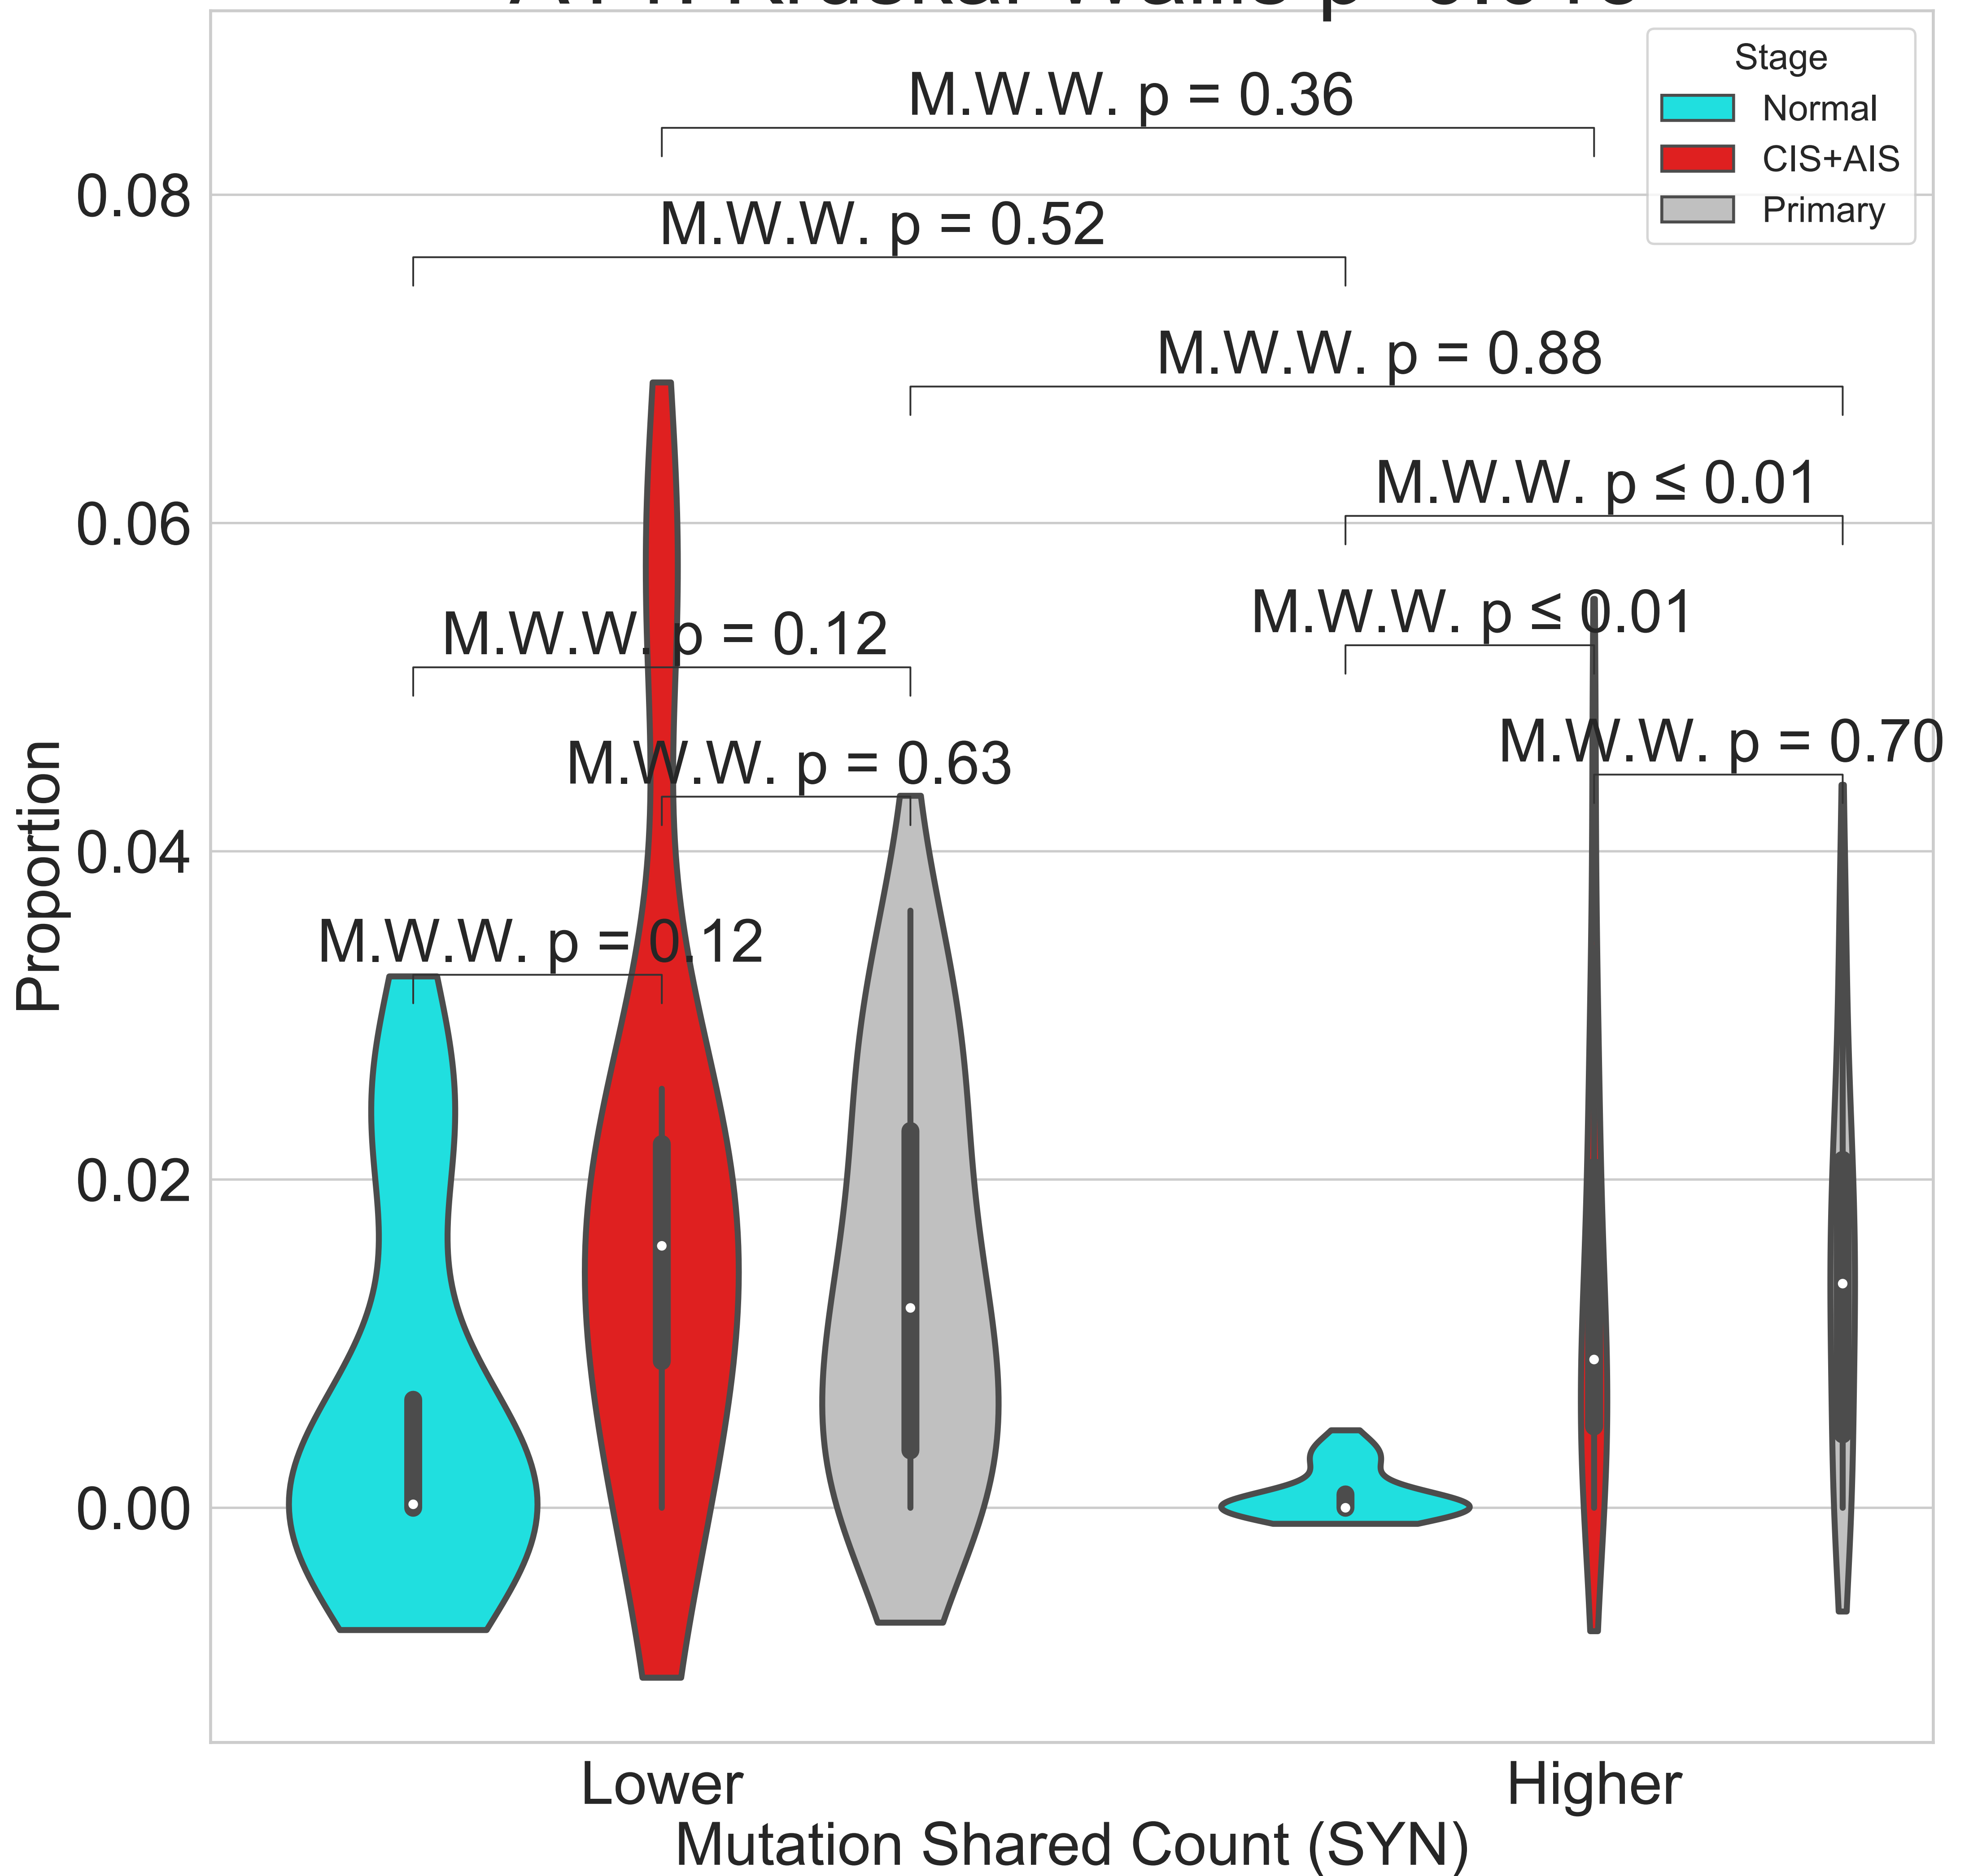 Stage
Normal
CIS+AIS
Primary
M.W.W. p = 0.36
M.W.W. p = 0.52
M.W.W. p = 0.88
M.W.W. p ≤ 0.01
M.W.W. p ≤ 0.01
M.W.W. p = 0.12
M.W.W. p = 0.70
M.W.W. p = 0.63
M.W.W. p = 0.12
0.08
0.06
0.04
0.02
0.00
Proportion
Lower
Higher
Mutation Shared Count (SYN)